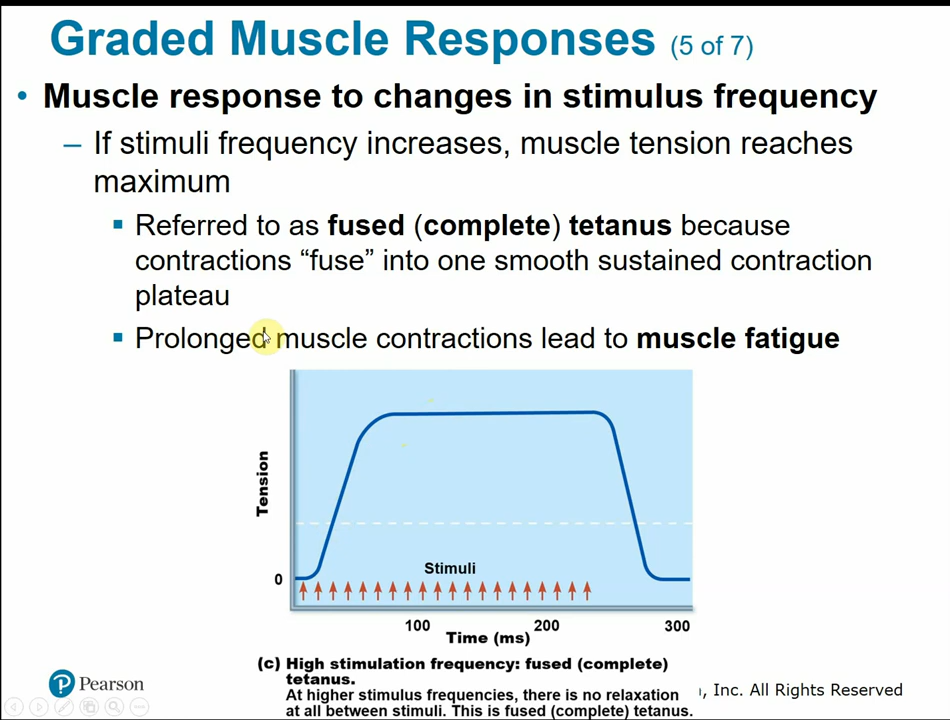 Graded Muscle Responses (5 of 7)
• Muscle response to changes in stimulus frequency
– If stimuli frequency increases, muscle tension reaches
maximum
▪ Referred to as fused (complete) tetanus because
contractions “fuse” into one smooth sustained contraction
plateau
▪ Prolonged muscle contractions lead to muscle fatigue
Tension
0
Stimuli
100 200 300
Time (ms)
(c) High stimulation frequency: fused (complete)
tetanus.
At higher stimulus frequencies, there is no relaxation
at all between stimuli. This is fused (complete) tetanus.
P Pearson
, Inc. All Rights Reserved